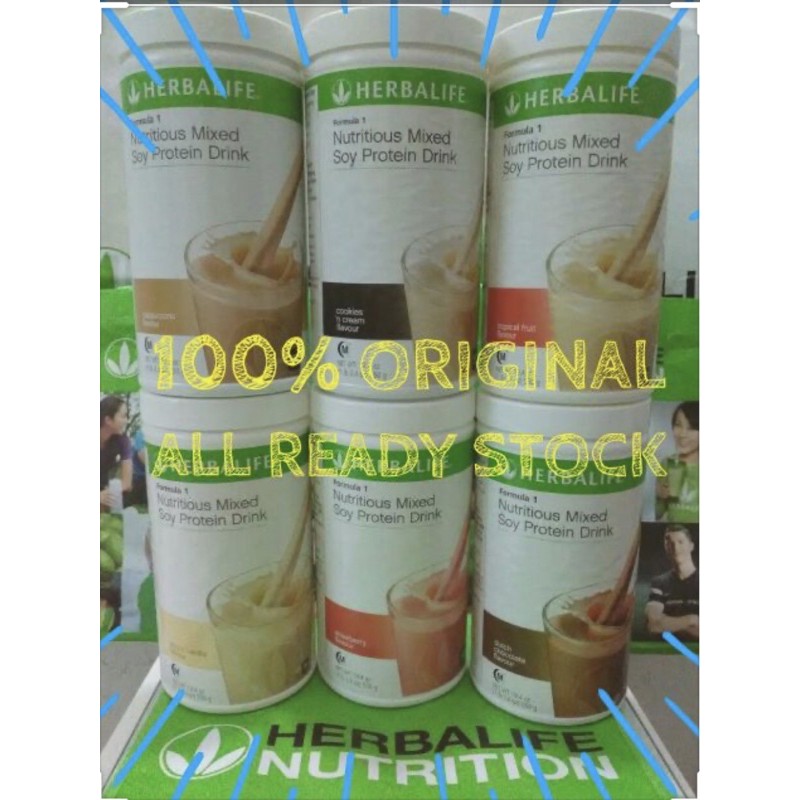 HERBALIFE
Formula 1
Nutritious Mixed
Soy Protein Drink
HERBALIFE
Formula 1
Nutritious Mixed
Soy Protein Drink
cookies
'n cream
flavour
HERBALIFE
Formula 1
Nutritious Mixed
Soy Protein Drink
tropical fruit
flavour
100% ORIGINAL
ALL READY STOCK
HERBALIFE
Formula 1
Nutritious Mixed
Soy Protein Drink
HERBALIFE
Formula 1
Nutritious Mixed
Soy Protein Drink
strawberry
flavour
HERBALIFE
Formula 1
Nutritious Mixed
Soy Protein Drink
dutch
chocolate
flavour
HERBALIFE
NUTRITION